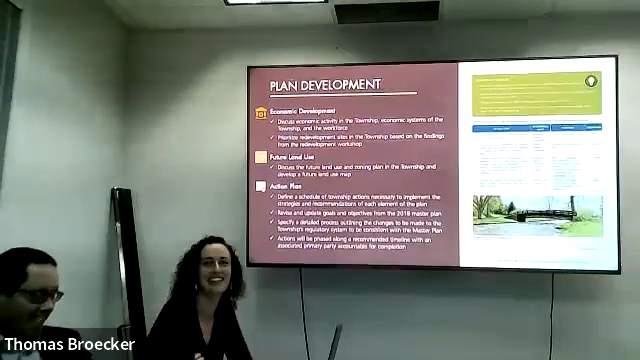 PLAN DEVELOPMENT
Economic Development
✓ Discuss economic activity in the Township, economic systems of the
Township, and the workforce
✓ Prioritize redevelopment sites in the Township based on the findings
from the redevelopment workshop
Future Land Use
✓ Discuss the future land use and zoning plan in the Township and
develop a future land use map
Action Plan
✓ Define a schedule of township actions necessary to implement the
strategies and recommendations of each element of the plan
✓ Revise and update goals and objectives from the 2018 master plan
✓ Specify a detailed process outlining the changes to be made to the
Township's regulatory system to be consistent with the Master Plan
✓ Actions will be phased along a recommended timeline with an
associated primary party accountable for completion
Thomas Broecker